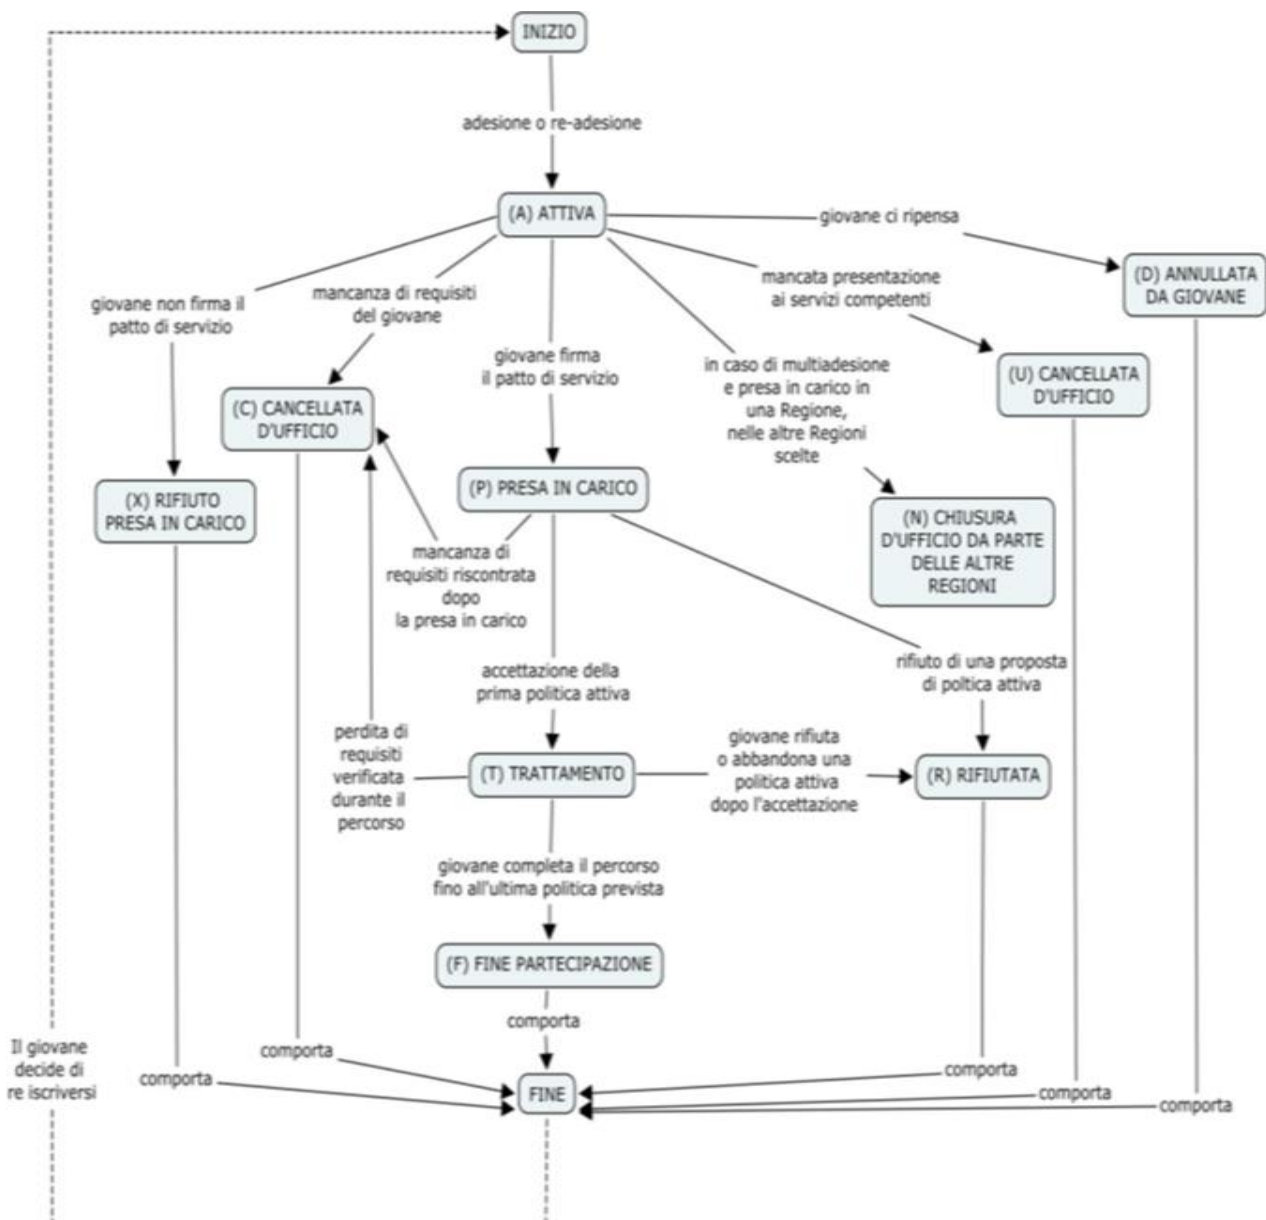 INIZIO
adesione o re-adesione
(A) ATTIVA
giovane ci ripensa
(D) ANNULLATA
DA GIOVANE
mancata presentazione
ai servizi competenti
(U) CANCELLATA
D'UFFICIO
giovane non firma il
patto di servizio
mancanza di requisiti
del giovane
giovane firma
il patto di servizio
in caso di multiadesione
e presa in carico in
una Regione,
nelle altre Regioni
scelte
(C) CANCELLATA
D'UFFICIO
(X) RIFIUTO
PRESA IN CARICO
(P) PRESA IN CARICO
(N) CHIUSURA
D'UFFICIO DA PARTE
DELLE ALTRE
REGIONI
mancanza di
requisiti riscontrata
dopo
la presa in carico
accettazione della
prima politica attiva
rifiuto di una proposta
di poltica attiva
perdita di
requisiti
verificata
durante il
percorso
(T) TRATTAMENTO
giovane rifiuta
o abbandona una
politica attiva
dopo l'accettazione
(R) RIFIUTATA
giovane completa il percorso
fino all'ultima politica prevista
(F) FINE PARTECIPAZIONE
comporta
Il giovane
decide di
re iscriversi
comporta
comporta
FINE
comporta
comporta
comporta